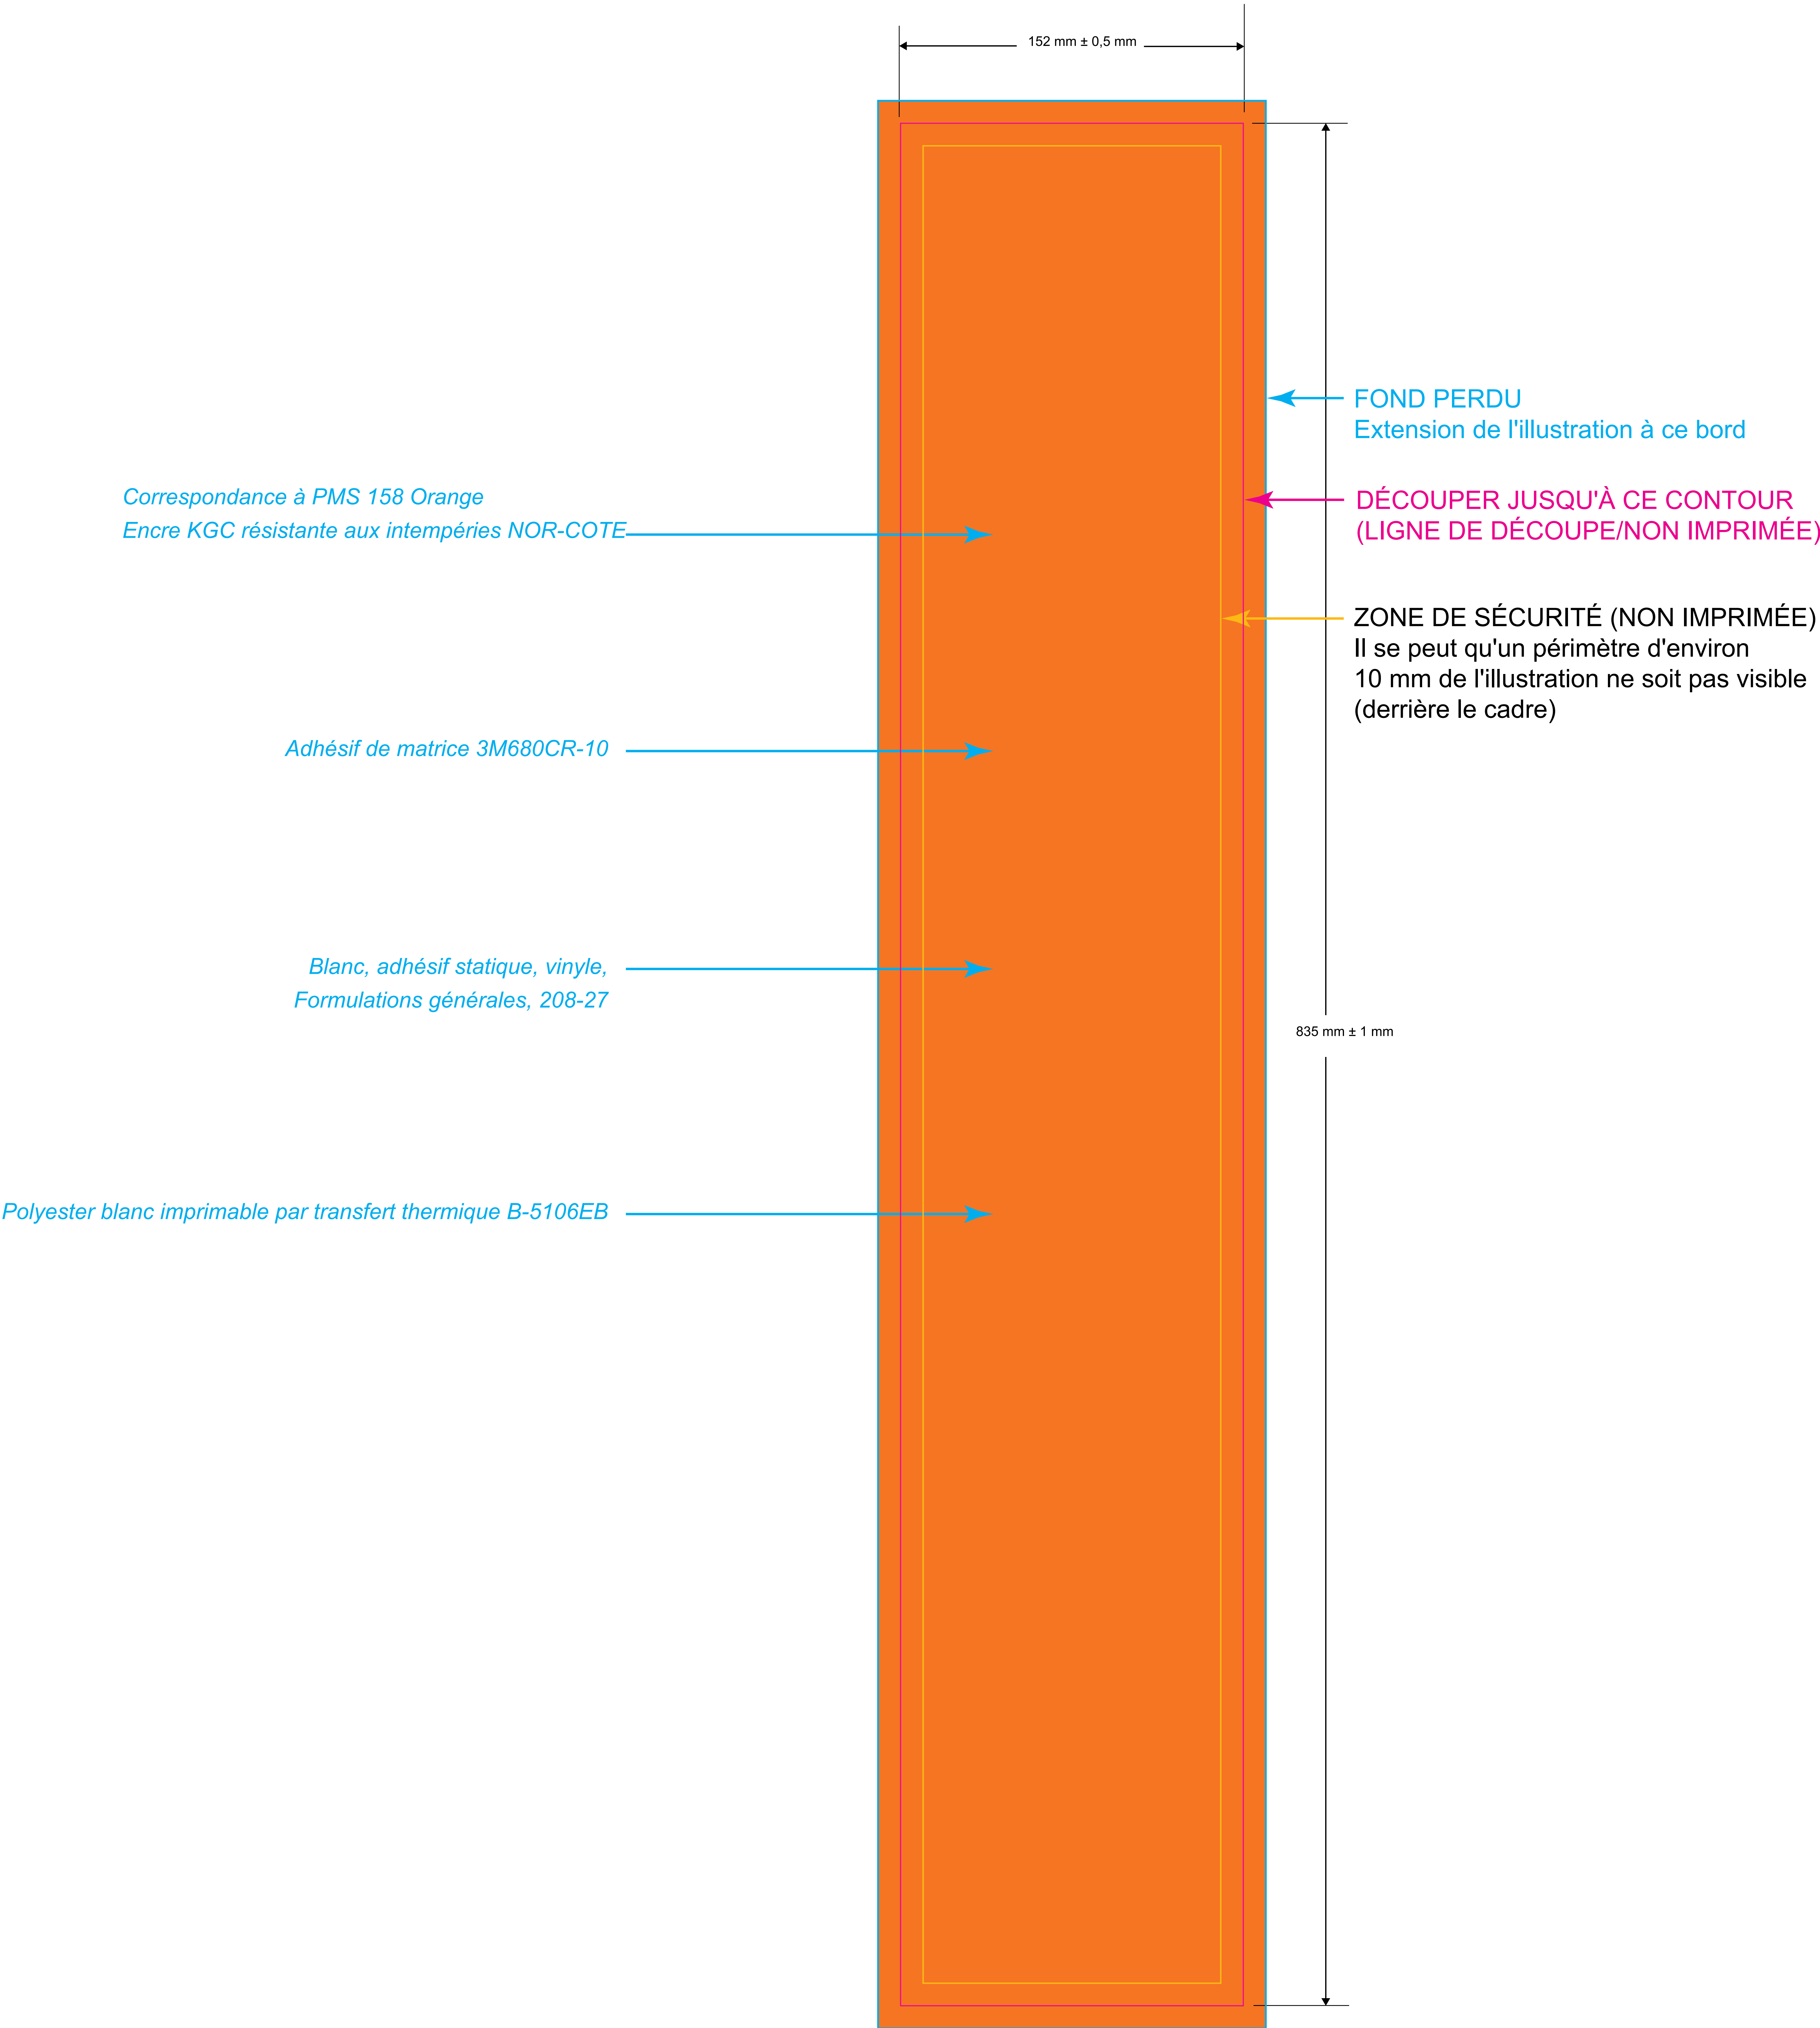 152 mm ± 0,5 mm
FOND PERDU
Extension de l'illustration à ce bord
Correspondance à PMS 158 Orange
Encre KGC résistante aux intempéries NOR-COTE
DÉCOUPER JUSQU'À CE CONTOUR
(LIGNE DE DÉCOUPE/NON IMPRIMÉE)
ZONE DE SÉCURITÉ (NON IMPRIMÉE)
Il se peut qu'un périmètre d'environ
10 mm de l'illustration ne soit pas visible
(derrière le cadre)
Adhésif de matrice 3M680CR-10
Blanc, adhésif statique, vinyle,
Formulations générales, 208-27
835 mm ± 1 mm
Polyester blanc imprimable par transfert thermique B-5106EB